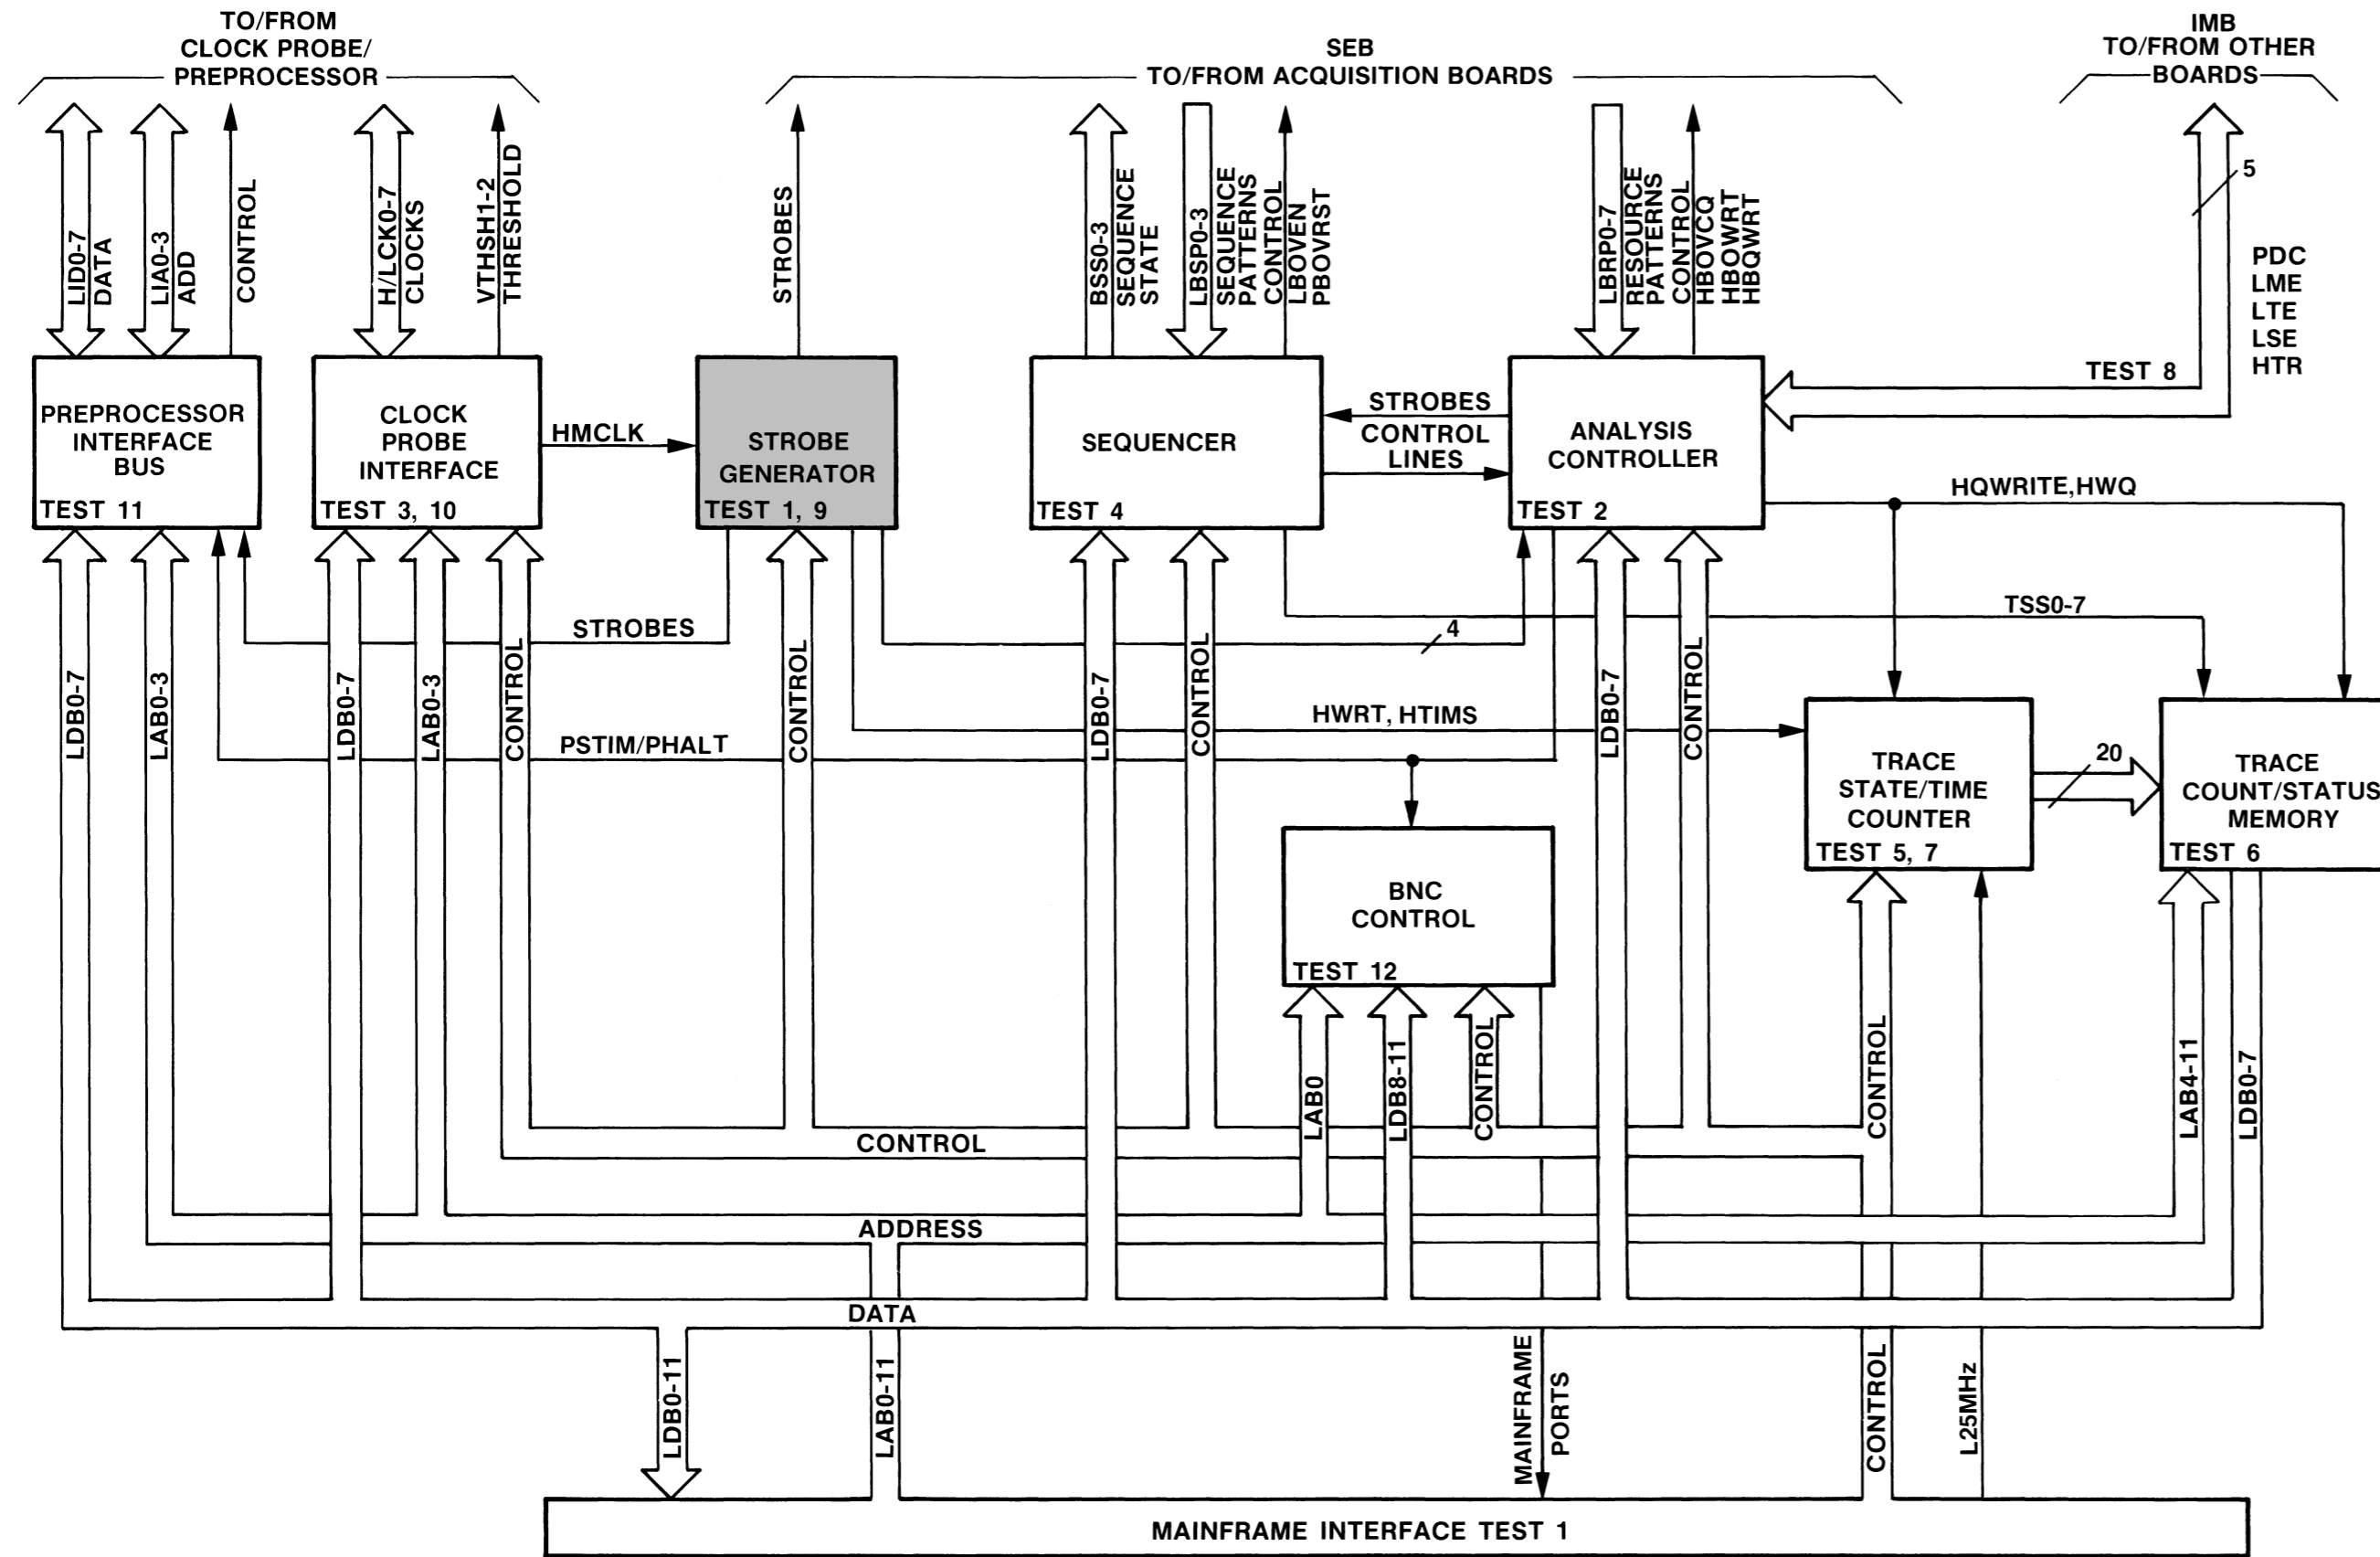 TO/FROM
CLOCK PROBE/
PREPROCESSOR
SEB
TO/FROM ACQUISITION BOARDS
IMB
TO/FROM OTHER
BOARDS
LID0-7
DATA
LIA0-3
ADD
CONTROL
H/LCK0-7
CLOCKS
VTHSH1-2
THRESHOLD
STROBES
BSS0-3
SEQUENCE
STATE
LBSP0-3
SEQUENCE
PATTERNS
CONTROL
LBOVEN
PBOVRST
LBRP0-7
RESOURCE
PATTERNS
CONTROL
HBOVCQ
HBOWRT
HBQWRT
5
PDC
LME
LTE
LSE
HTR
TEST 8
PREPROCESSOR
INTERFACE
BUS
TEST 11
CLOCK
PROBE
INTERFACE
TEST 3, 10
HMCLK
STROBE
GENERATOR
TEST 1, 9
SEQUENCER
TEST 4
STROBES
CONTROL
LINES
ANALYSIS
CONTROLLER
TEST 2
HQWRITE,HWQ
TSS0-7
STROBES
4
HWRT, HTIMS
PSTIM/PHALT
LDB0-7
LAB0-3
LDB0-7
LAB0-3
CONTROL
CONTROL
LDB0-7
CONTROL
LDB0-7
CONTROL
TRACE
STATE/TIME
COUNTER
TEST 5, 7
20
TRACE
COUNT/STATUS
MEMORY
TEST 6
BNC
CONTROL
TEST 12
LAB0
LDB8-11
CONTROL
CONTROL
LAB4-11
LDB0-7
CONTROL
ADDRESS
DATA
LDB0-11
LAB0-11
MAINFRAME
PORTS
CONTROL
L25MHz
MAINFRAME INTERFACE TEST 1